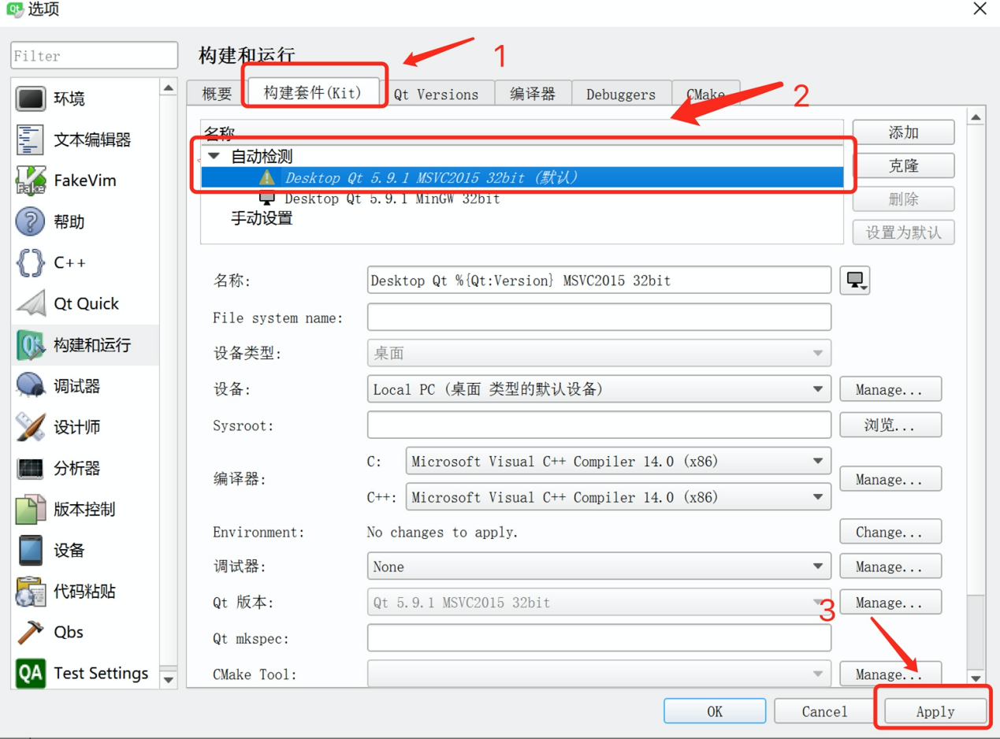 选项
Filter
环境
文本编辑器
FakeVim
帮助
C++
Qt Quick
构建和运行
调试器
设计师
分析器
版本控制
设备
代码粘贴
Qbs
Test Settings
构建和运行
1
概要 构建套件(Kit) Qt Versions 编译器 Debuggers CMake
2
名称
自动检测
Desktop Qt 5.9.1 MSVC2015 32bit (默认)
Desktop Qt 5.9.1 MinGW 32bit
手动设置
添加
克隆
删除
设置为默认
名称: Desktop Qt %{Qt:Version} MSVC2015 32bit
File system name:
设备类型: 桌面
设备: Local PC (桌面 类型的默认设备) Manage...
Sysroot: 浏览...
编译器:
C: Microsoft Visual C++ Compiler 14.0 (x86)
Manage...
C++: Microsoft Visual C++ Compiler 14.0 (x86)
Environment: No changes to apply. Change...
调试器: None Manage...
Qt 版本: Qt 5.9.1 MSVC2015 32bit Manage...
3
Qt mkspec:
CMake Tool: Manage...
OK Cancel Apply